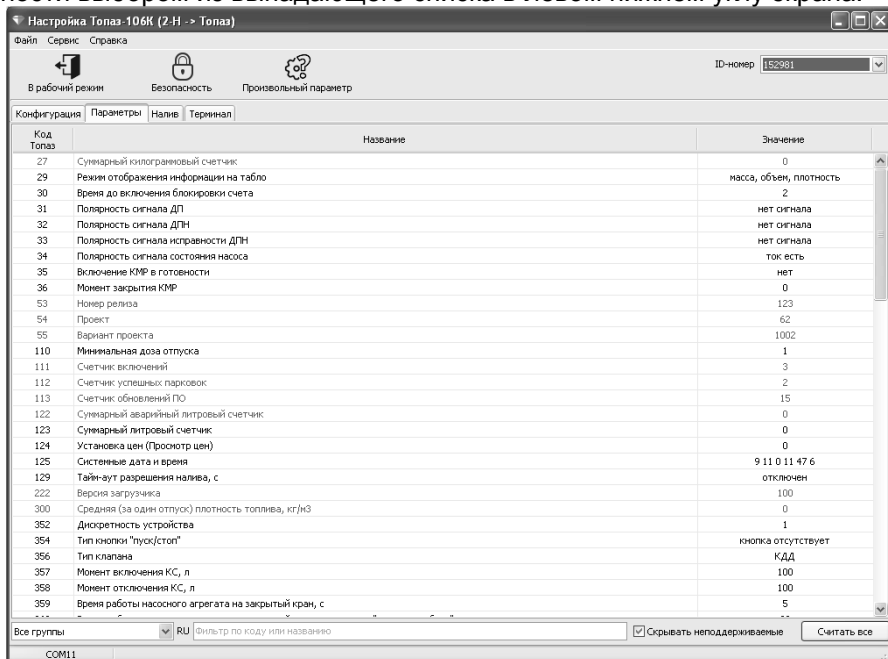 Настройка Топаз-106К (2-Н -> Топаз)
Файл Сервис Справка
В рабочий режим Безопасность Произвольный параметр ID-номер 152981
Конфигурация Параметры Налив Терминал
Код Топаз Название Значение
27 Суммарный килограммовый счетчик 0
29 Режим отображения информации на табло масса, объем, плотность
30 Время до включения блокировки счета 2
31 Полярность сигнала ДП нет сигнала
32 Полярность сигнала ДПН нет сигнала
33 Полярность сигнала исправности ДПН нет сигнала
34 Полярность сигнала состояния насоса ток есть
35 Включение КМР в готовности нет
36 Момент закрытия КМР 0
53 Номер релиза 123
54 Проект 62
55 Вариант проекта 1002
110 Минимальная доза отпуска 1
111 Счетчик включений 3
112 Счетчик успешных парковок 2
113 Счетчик обновлений ПО 15
122 Суммарный аварийный литровый счетчик 0
123 Суммарный литровый счетчик 0
124 Установка цен (Просмотр цен) 0
125 Системные дата и время 9 11 0 11 47 6
129 Тайм-аут разрешения налива, с отключен
222 Версия загрузчика 100
300 Средняя (за один отпуск) плотность топлива, кг/м3 0
352 Дискретность устройства 1
354 Тип кнопки "пуск/стоп" кнопка отсутствует
356 Тип клапана КДД
357 Момент включения КС, л 100
358 Момент отключения КС, л 100
359 Время работы насосного агрегата на закрытый кран, с 5
Все группы RU Фильтр по коду или названию Скрывать неподдерживаемые Считать все
COM11